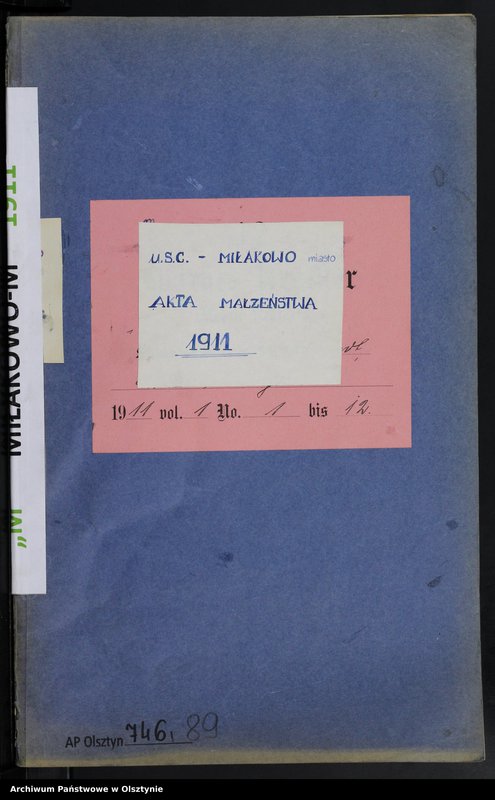 U.S.C. - MIŁAKOWO miasto
AKTA MAŁŻEŃSTWA
1911
1911 vol. 1 No. 1 bis 12.
„M MIŁAKOWO-M 1911
AP Olsztyn 746, 89
Archiwum Państwowe w Olsztynie